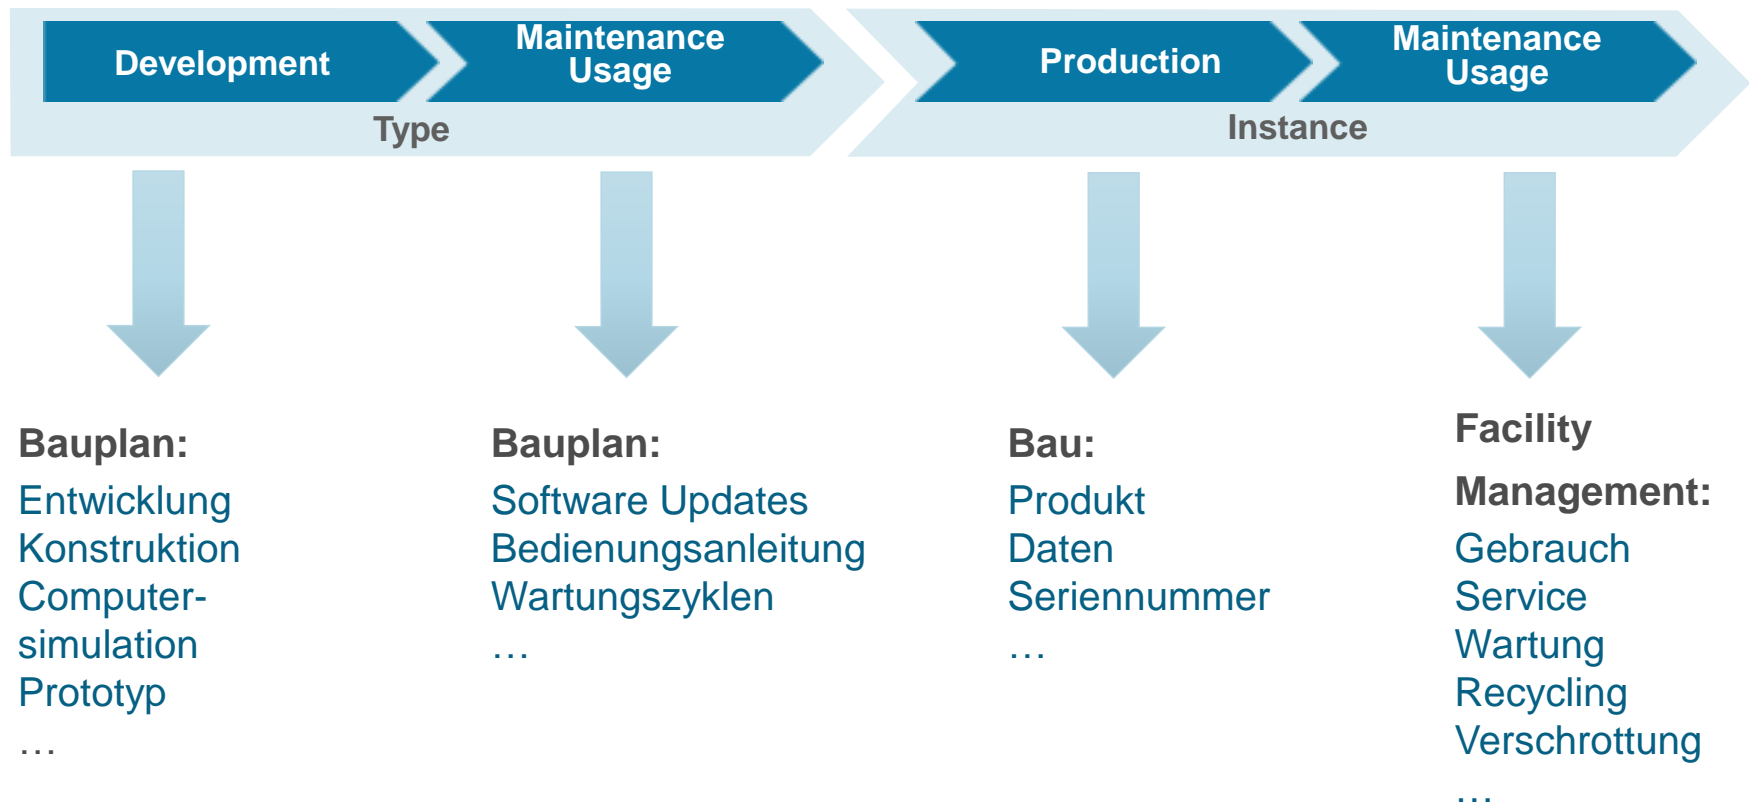 Development
Maintenance
Usage
Type
Production
Maintenance
Usage
Instance
Bauplan:
Entwicklung
Konstruktion
Computer-
simulation
Prototyp
…
Bauplan:
Software Updates
Bedienungsanleitung
Wartungszyklen
…
Bau:
Produkt
Daten
Seriennummer
…
Facility
Management:
Gebrauch
Service
Wartung
Recycling
Verschrottung
…